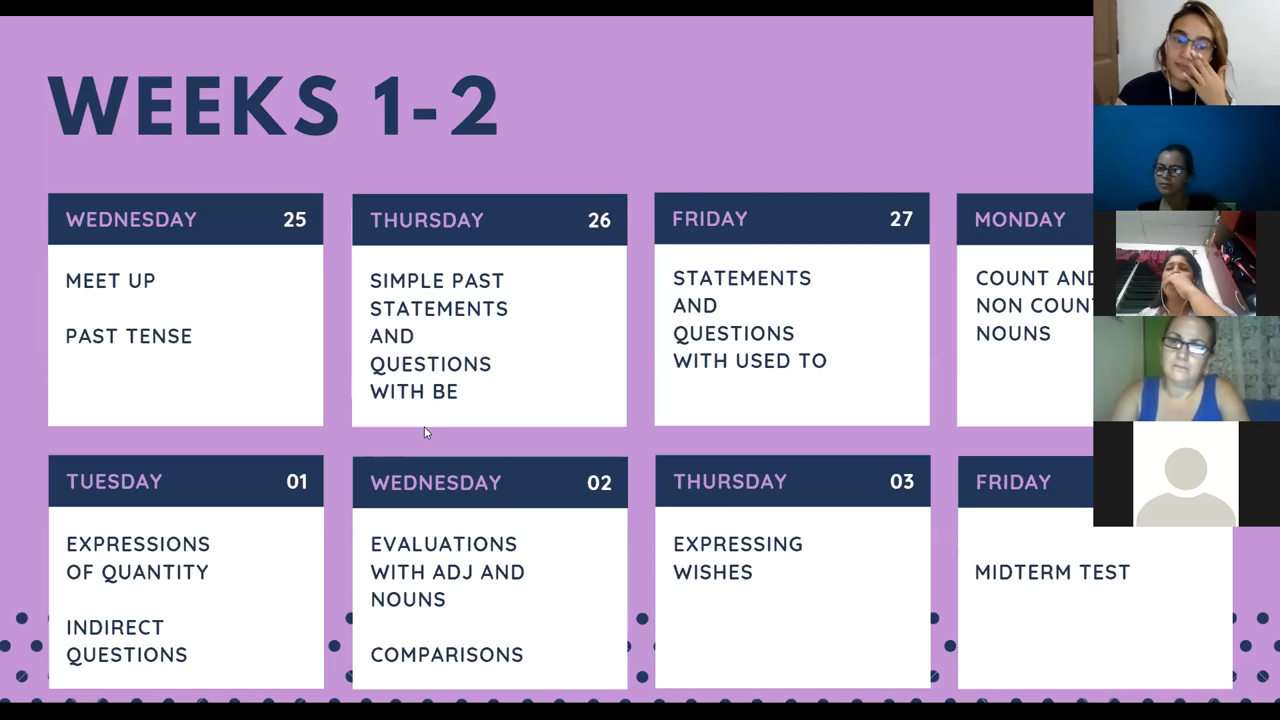 WEEKS 1-2
WEDNESDAY 25
MEET UP
PAST TENSE
THURSDAY 26
SIMPLE PAST
STATEMENTS
AND
QUESTIONS
WITH BE
FRIDAY 27
STATEMENTS
AND
QUESTIONS
WITH USED TO
MONDAY
COUNT AND
NON COUN
NOUNS
TUESDAY 01
EXPRESSIONS
OF QUANTITY
INDIRECT
QUESTIONS
WEDNESDAY 02
EVALUATIONS
WITH ADJ AND
NOUNS
COMPARISONS
THURSDAY 03
EXPRESSING
WISHES
FRIDAY
MIDTERM TEST